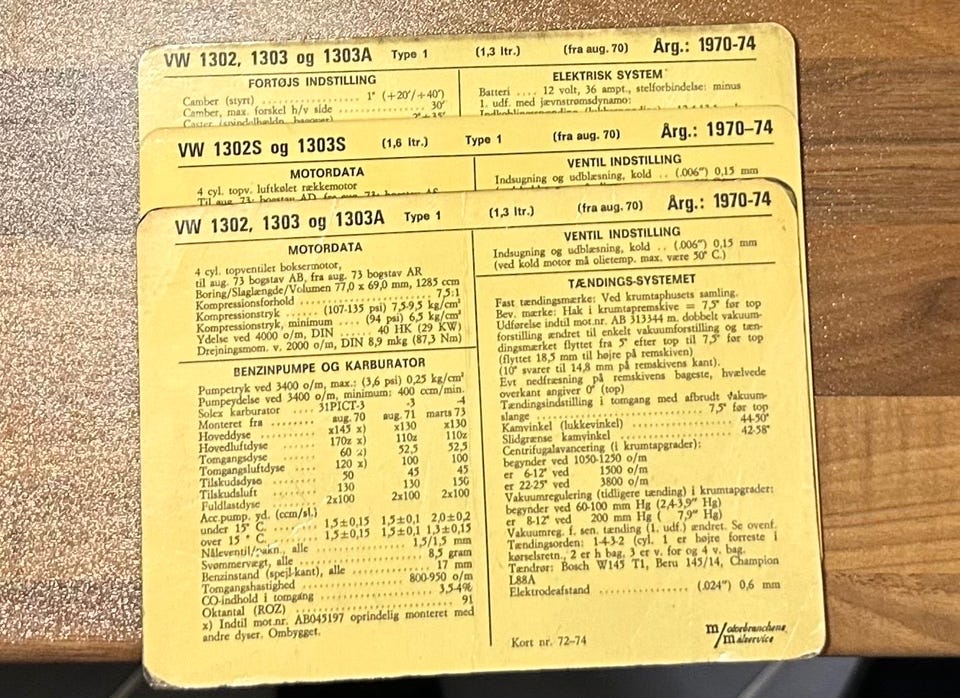 VW 1302, 1303 og 1303A Type 1 (1,3 ltr.) (fra aug. 70) Årg.: 1970-74
FORTØJS INDSTILLING
Camber (styrt) 1° (+20'/+40')
Camber, max. forskel h/v side 30'
ELEKTRISK SYSTEM
Batteri 12 volt, 36 ampt., stelforbindelse: minus
1. udf. med jævnstrømsdynamo:
VW 1302S og 1303S (1,6 ltr.) Type 1 (fra aug. 70) Årg.: 1970-74
MOTORDATA
4 cyl. topv. luftkølet rækkemotor
VENTIL INDSTILLING
Indsugning og udblæsning, kold .. (.006") 0,15 mm
VW 1302, 1303 og 1303A Type 1 (1,3 ltr.) (fra aug. 70) Årg.: 1970-74
MOTORDATA
4 cyl. topventilet boksermotor,
til aug. 73 bogstav AB, fra aug. 73 bogstav AR
Boring/Slaglængde/Volumen 77,0 x 69,0 mm, 1285 ccm
Kompressionsforhold 7,5:1
Kompressionstryk (107-135 psi) 7,5-9,5 kg/cm²
Kompressionstryk, minimum (94 psi) 6,5 kg/cm²
Ydelse ved 4000 o/m, DIN 40 HK (29 KW)
Drejningsmom. v. 2000 o/m, DIN 8,9 mkg (87,3 Nm)
BENZINPUMPE OG KARBURATOR
Pumpetryk ved 3400 o/m, max.: (3,6 psi) 0,25 kg/cm²
Pumpeydelse ved 3400 o/m, minimum: 400 ccm/min.
Solex karburator 31PICT-3 -3 -4
Monteret fra aug. 70 aug. 71 marts 73
Hoveddyse x145 x) x130 x130
Hovedluftdyse 170z x) 110z 110z
Tomgangsdyse 60 x) 52,5 52,5
Tomgangsluftdyse 120 x) 100 100
Tilskudsdyse 50 45 45
Tilskudsluft 130 130 150
Fuldlastdyse 2x100 2x100 2x100
Acc.pump. yd. (ccm/sl.)
under 15° C. 1,5±0,15 1,5±0,1 2,0±0,2
over 15° C. 1,5±0,15 1,5±0,1 1,3±0,15
Nåleventil/pakn., alle 1,5/1,5 mm
Svømmervægt, alle 8,5 gram
Benzinstand (spejl-kant), alle 17 mm
Tomgangshastighed 800-950 o/m
CO-indhold i tomgang 3,5-4%
Oktantal (ROZ) 91
x) Indtil mot.nr. AB045197 oprindelig monteret med
andre dyser. Ombygget.
VENTIL INDSTILLING
Indsugning og udblæsning, kold .. (.006") 0,15 mm
(ved kold motor må olietemp. max. være 50° C.)
TÆNDINGS-SYSTEMET
Fast tændingsmærke: Ved krumtaphusets samling.
Bev. mærke: Hak i krumtapremskive = 7,5° før top
Udførelse indtil mot.nr. AB 313344 m. dobbelt vakuum-
forstilling ændret til enkelt vakuumforstilling og tæn-
dingsmærket flyttet fra 5° efter top til 7,5° før top
(flyttet 18,5 mm til højre på remskiven)
(10° svarer til 14,8 mm på remskivens kant).
Evt nedfræsning på remskivens bageste, hvælvede
overkant angiver 0° (top)
Tændingsindstilling i tomgang med afbrudt vakuum-
slange 7,5° før top
Kamvinkel (lukkevinkel) 44-50°
Slidgrænse kamvinkel 42-58°
Centrifugalavancering (i krumtapgrader):
begynder ved 1050-1250 o/m
er 6-12° ved 1500 o/m
er 22-25° ved 3800 o/m
Vakuumregulering (tidligere tænding) i krumtapgrader:
begynder ved 60-100 mm Hg (2,4-3,9" Hg)
er 8-12° ved 200 mm Hg ( 7,9" Hg)
Vakuumreg. f. sen. tænding (1. udf.) ændret. Se ovenf.
Tændingsorden: 1-4-3-2 (cyl. 1 er højre forreste i
kørselsretn., 2 er h bag, 3 er v. for og 4 v. bag.
Tændrør: Bosch W145 T1, Beru 145/14, Champion
L88A
Elektrodeafstand (.024") 0,6 mm
Kort nr. 72-74
Motorbranchens
Målservice